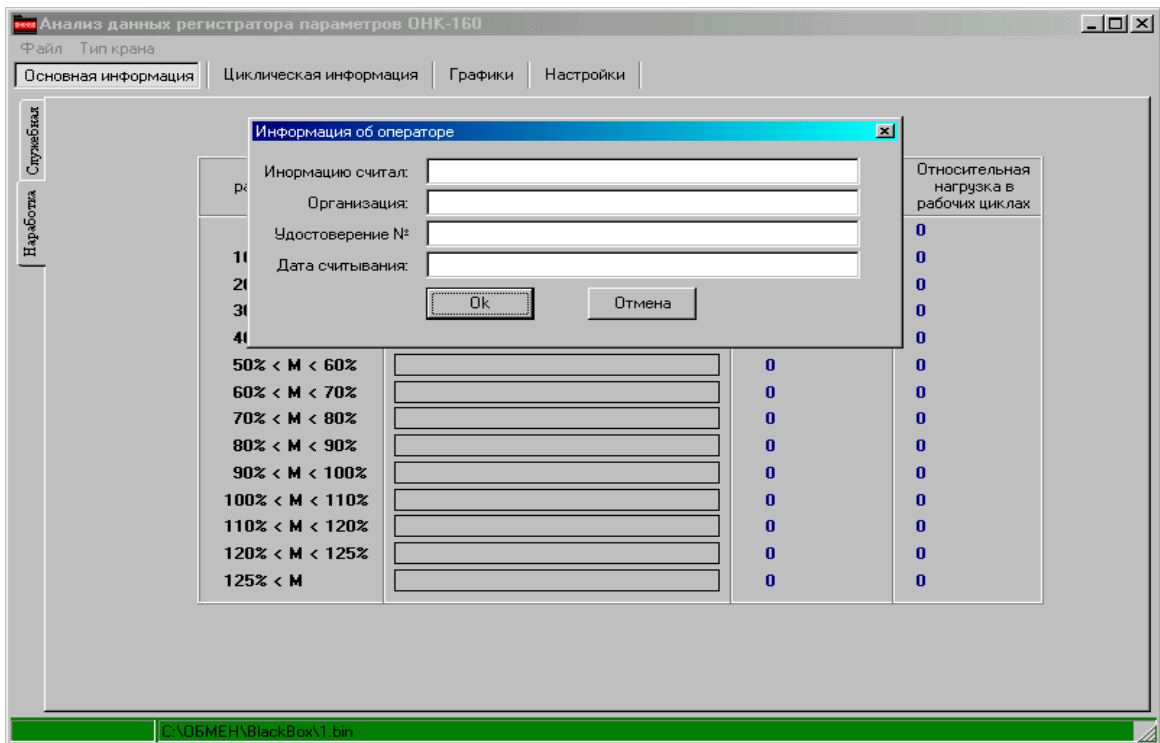 Анализ данных регистратора параметров ОНК-160
Файл Тип крана
Основная информация Циклическая информация Графики Настройки
Служебная
Наработка
Информация об операторе
Инормацию считал:
Организация:
Удостоверение №
Дата считывания:
Ok Отмена
Относительная
нагрузка в
рабочих циклах
0
0
0
0
0
50% < M < 60% 0 0
60% < M < 70% 0 0
70% < M < 80% 0 0
80% < M < 90% 0 0
90% < M < 100% 0 0
100% < M < 110% 0 0
110% < M < 120% 0 0
120% < M < 125% 0 0
125% < M 0 0
C:\ОБМЕН\BlackBox\1.bin